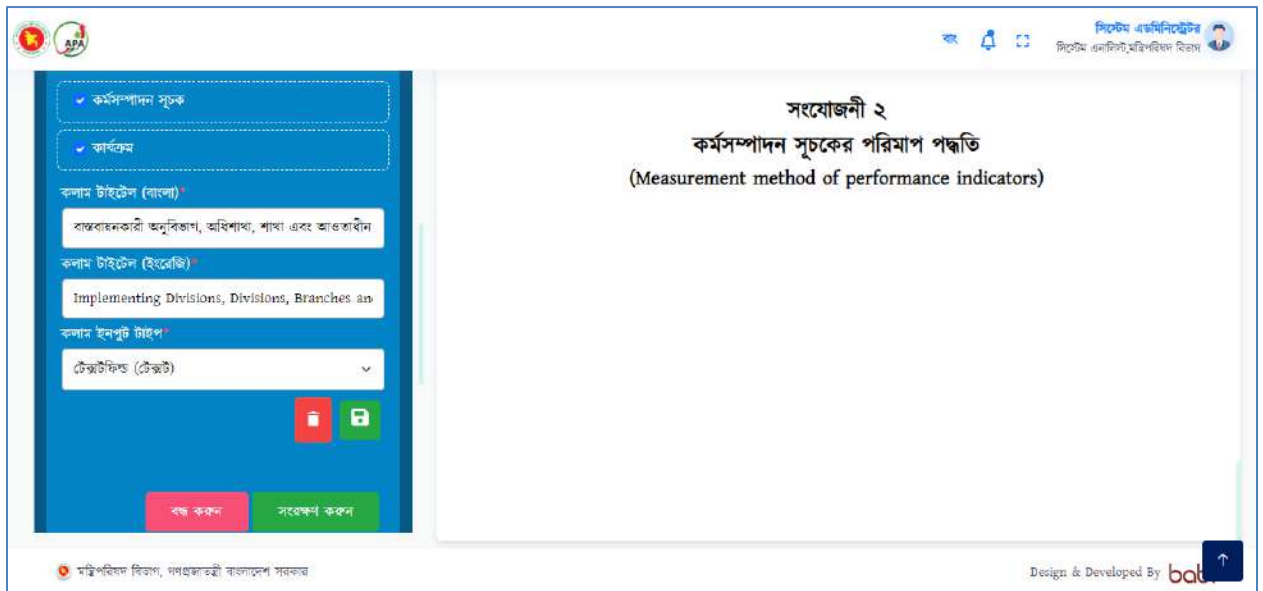 APA
বাং
সিস্টেম এডমিনিস্ট্রেটর
সিস্টেম এনালিস্ট,মন্ত্রিপরিষদ বিভাগ
কর্মসম্পাদন সূচক
কার্যক্রম
কলাম টাইটেল (বাংলা)*
বাস্তবায়নকারী অনুবিভাগ, অধিশাখা, শাখা এবং আওতাধীন
কলাম টাইটেল (ইংরেজি)*
Implementing Divisions, Divisions, Branches an
কলাম ইনপুট টাইপ*
টেক্সটফিল্ড (টেক্সট)
বন্ধ করুন
সংরক্ষণ করুন
সংযোজনী ২
কর্মসম্পাদন সূচকের পরিমাপ পদ্ধতি
(Measurement method of performance indicators)
মন্ত্রিপরিষদ বিভাগ, গণপ্রজাতন্ত্রী বাংলাদেশ সরকার
Design & Developed By